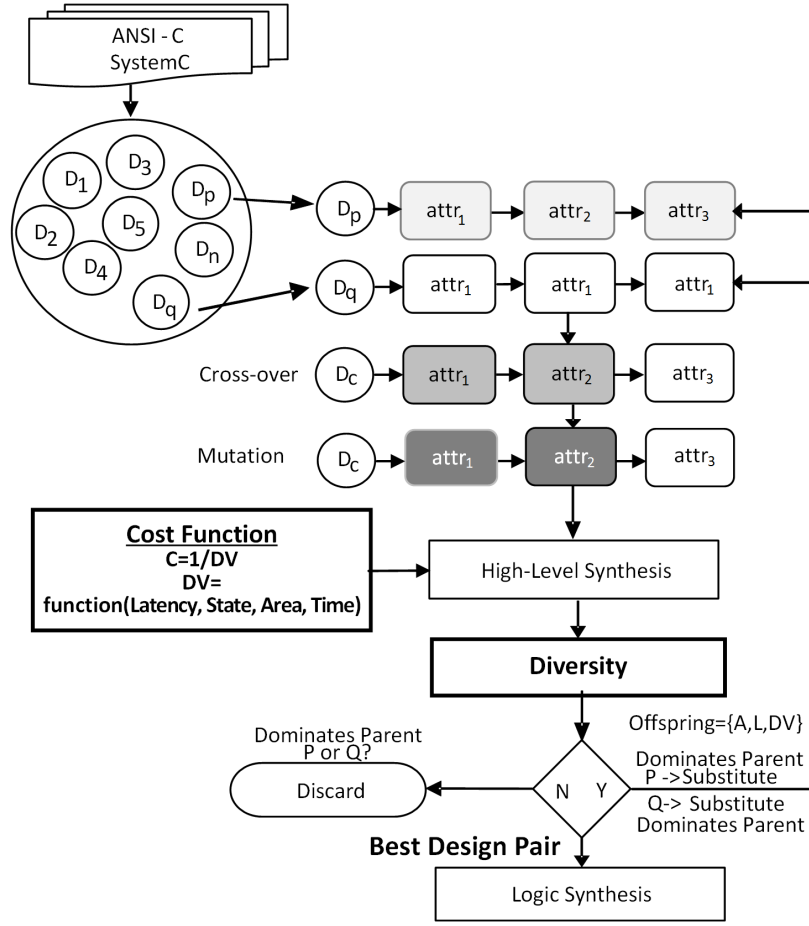 ANSI - C
SystemC
D3
D1
Dp
D5
D2
Dn
D4
Dq
Dp
attr1
attr2
attr3
Dq
attr1
attr1
attr1
Cross-over
Dc
attr1
attr2
attr3
Mutation
Dc
attr1
attr2
attr3
Cost Function
C=1/DV
DV=
function(Latency, State, Area, Time)
High-Level Synthesis
Diversity
Offspring={A,L,DV}
Dominates Parent
P or Q?
Discard
N
Y
Dominates Parent
P ->Substitute
Q-> Substitute
Dominates Parent
Best Design Pair
Logic Synthesis